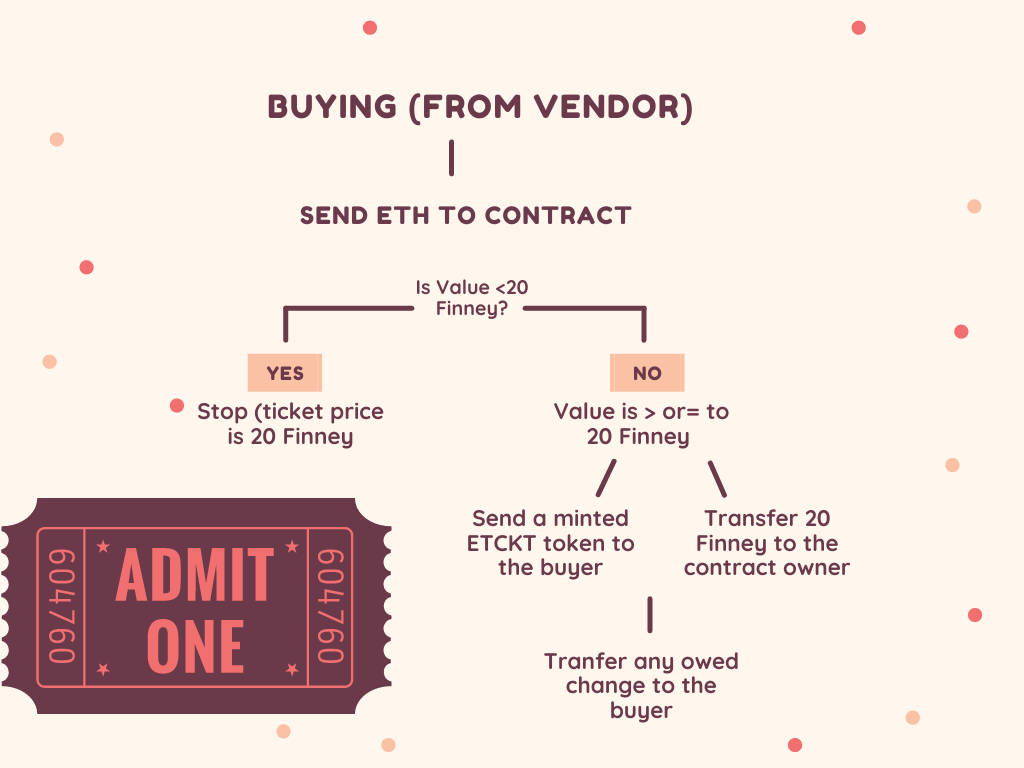 BUYING (FROM VENDOR)
SEND ETH TO CONTRACT
Is Value <20
Finney?
YES
NO
Stop (ticket price
is 20 Finney
Value is > or= to
20 Finney
Send a minted
ETCKT token to
the buyer
Transfer 20
Finney to the
contract owner
Tranfer any owed
change to the
buyer
604760
ADMIT
ONE
604760